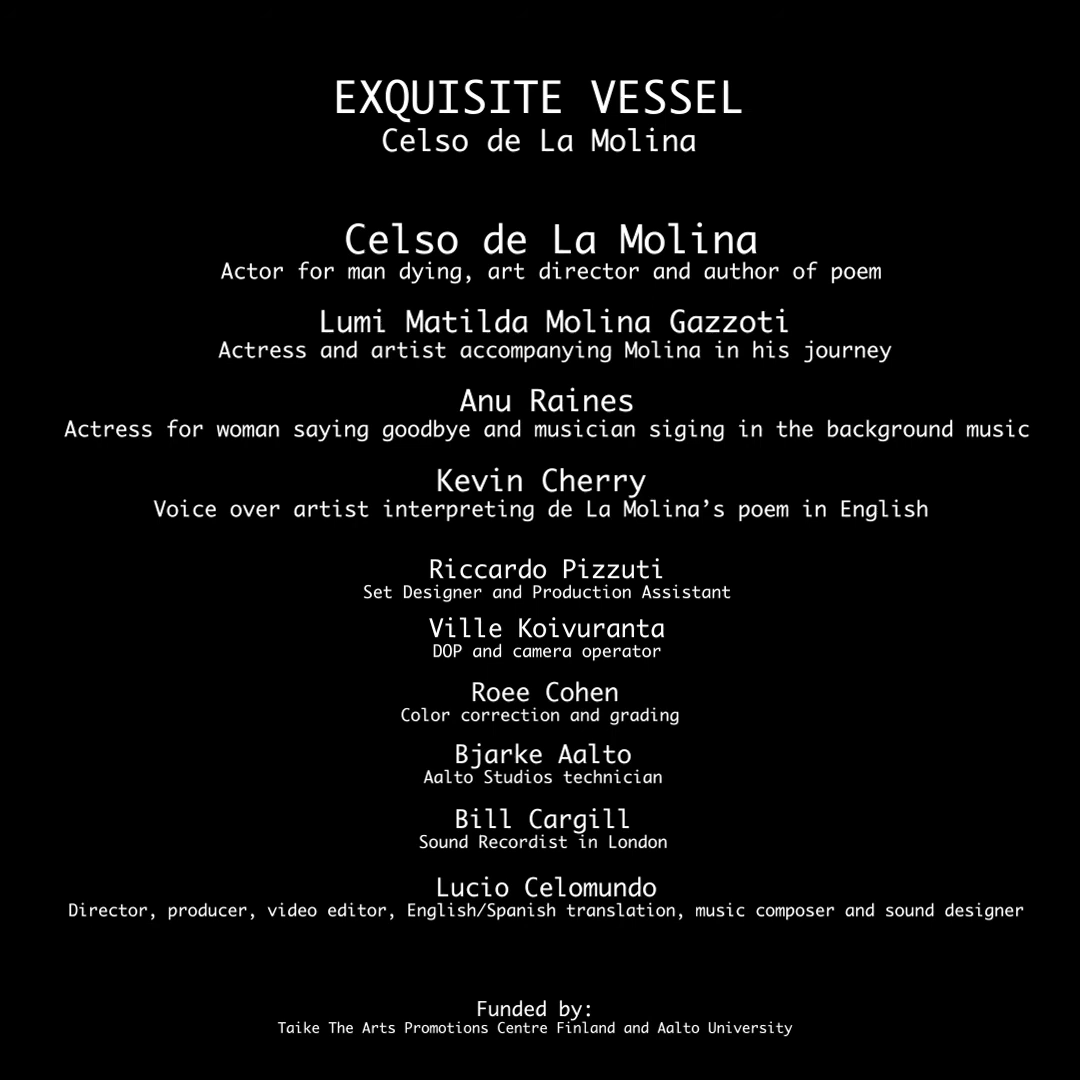 EXQUISITE VESSEL
Celso de La Molina
Celso de La Molina
Actor for man dying, art director and author of poem
Lumi Matilda Molina Gazzoti
Actress and artist accompanying Molina in his journey
Anu Raines
Actress for woman saying goodbye and musician siging in the background music
Kevin Cherry
Voice over artist interpreting de La Molina’s poem in English
Riccardo Pizzuti
Set Designer and Production Assistant
Ville Koivuranta
DOP and camera operator
Roee Cohen
Color correction and grading
Bjarke Aalto
Aalto Studios technician
Bill Cargill
Sound Recordist in London
Lucio Celomundo
Director, producer, video editor, English/Spanish translation, music composer and sound designer
Funded by:
Taike The Arts Promotions Centre Finland and Aalto University